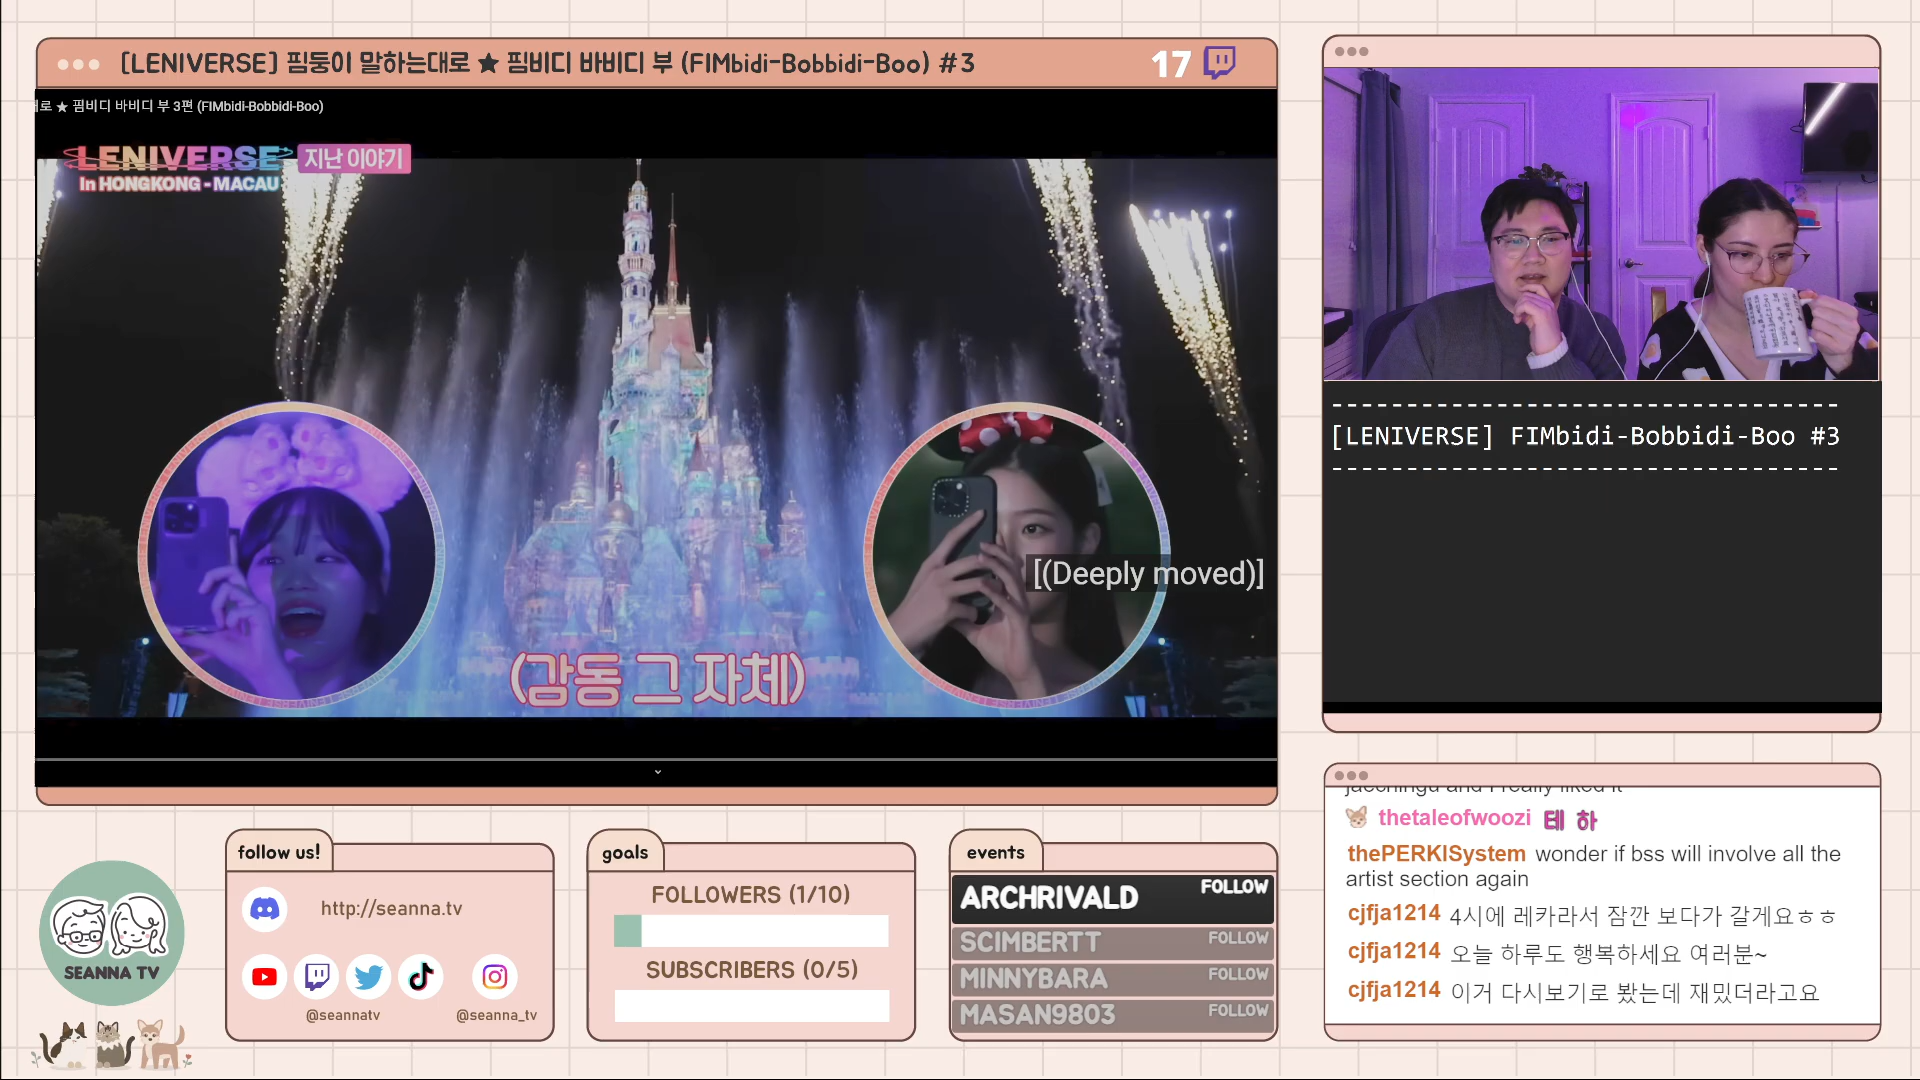 [LENIVERSE] 핌둥이 말하는대로 ★ 핌비디 바비디 부 (FIMbidi-Bobbidi-Boo) #3
17
로 ★ 핌비디 바비디 부 3편 (FIMbidi-Bobbidi-Boo)
LENIVERSE
In HONGKONG - MACAU
지난 이야기
[(Deeply moved)]
(감동 그 자체)
[LENIVERSE] FIMbidi-Bobbidi-Boo #3
jaechingu and I really liked it
thetaleofwoozi 테 하
thePERKISystem wonder if bss will involve all the
artist section again
cjfja1214 4시에 레카라서 잠깐 보다가 갈게요ㅎㅎ
cjfja1214 오늘 하루도 행복하세요 여러분~
cjfja1214 이거 다시보기로 봤는데 재밌더라고요
SEANNA TV
follow us!
http://seanna.tv
@seannatv
@seanna_tv
goals
FOLLOWERS (1/10)
SUBSCRIBERS (0/5)
events
ARCHRIVALD FOLLOW
SCIMBERTT FOLLOW
MINNYBARA FOLLOW
MASAN9803 FOLLOW